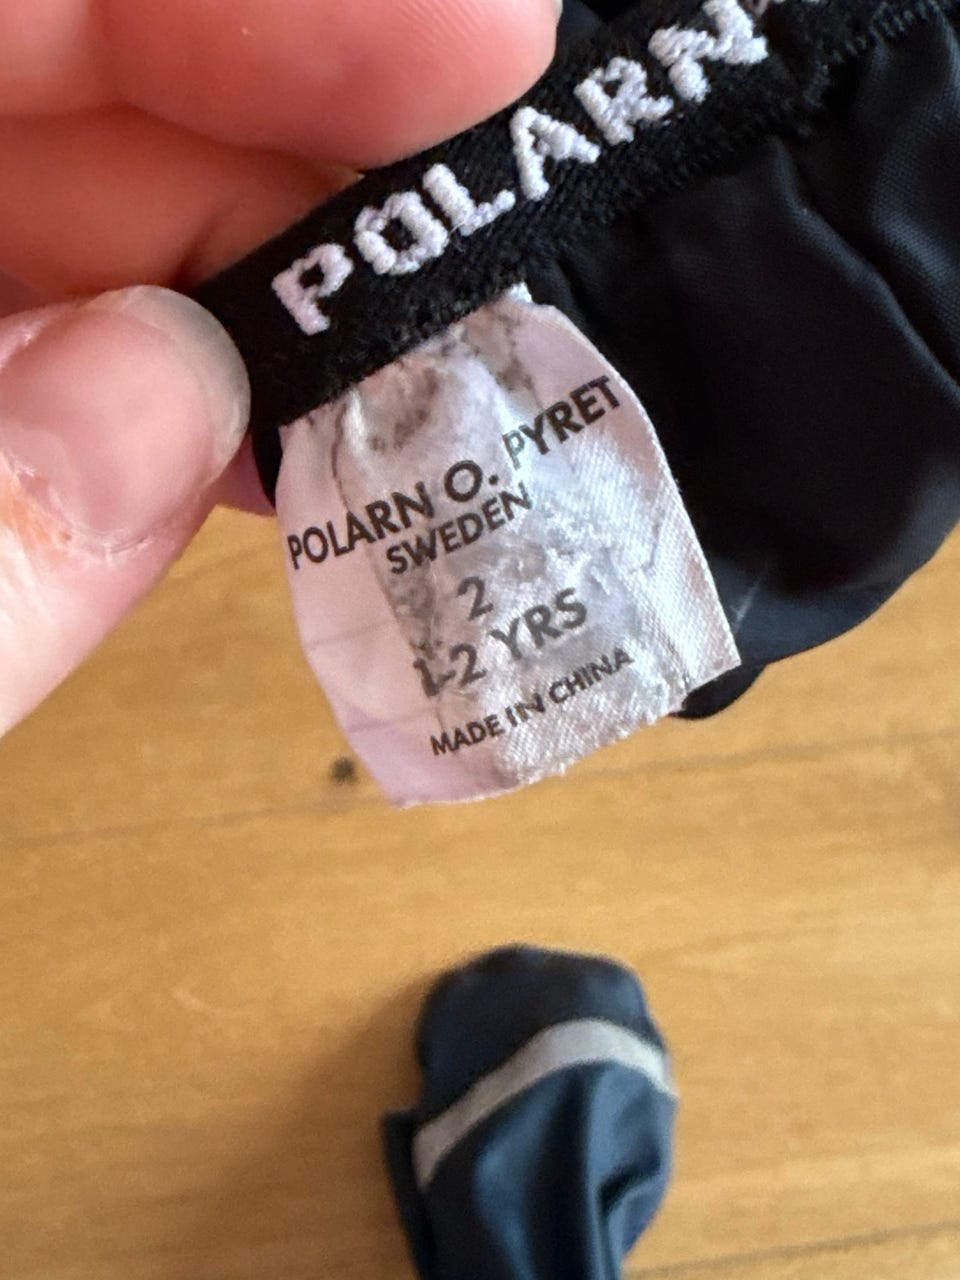 POLARN
POLARN O. PYRET
SWEDEN
2
1-2 YRS
MADE IN CHINA